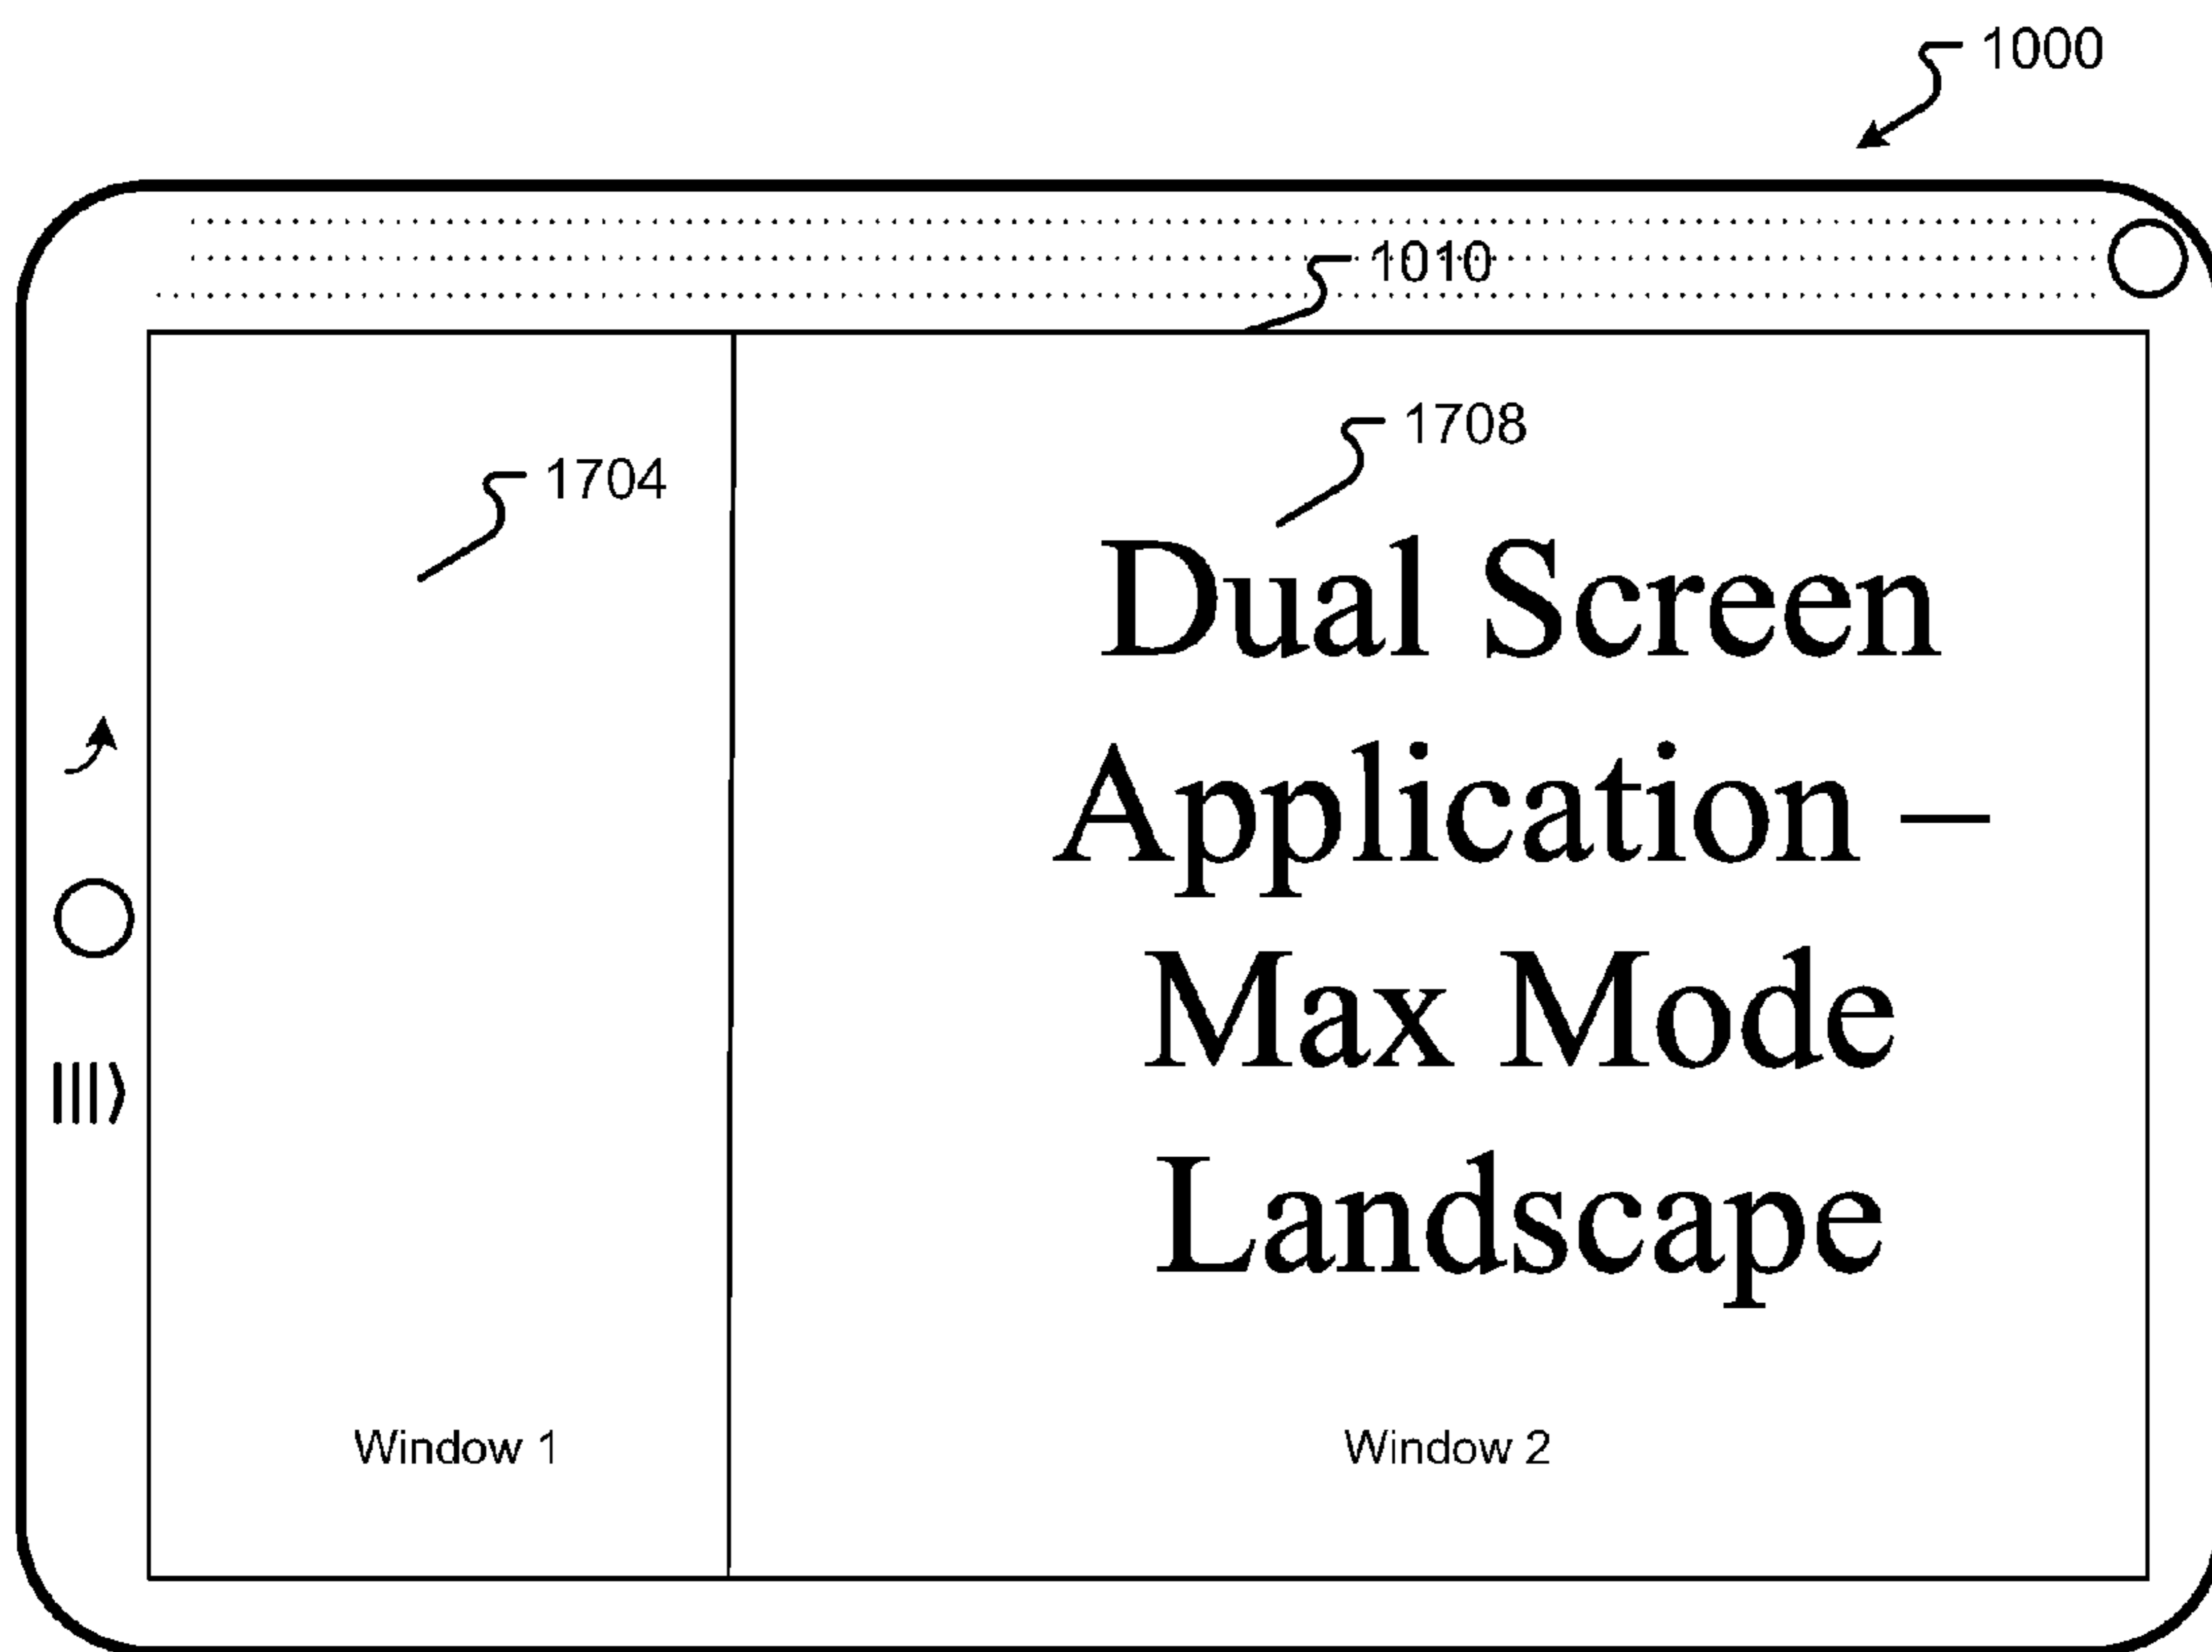 1000
1010
1708
1704
Dual Screen
Application –
Max Mode
Landscape
Window 1
Window 2